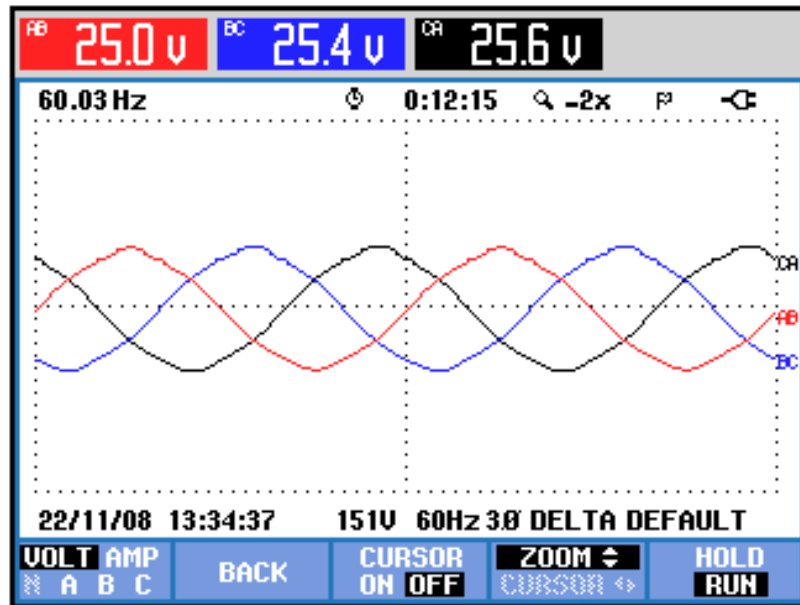 AB 25.0 V BC 25.4 V CA 25.6 V
60.03 Hz 0:12:15 -2x
CA
AB
BC
22/11/08 13:34:37 151V 60Hz 3Ø DELTA DEFAULT
VOLT AMP BACK CURSOR ZOOM HOLD
N A B C ON OFF CURSOR RUN